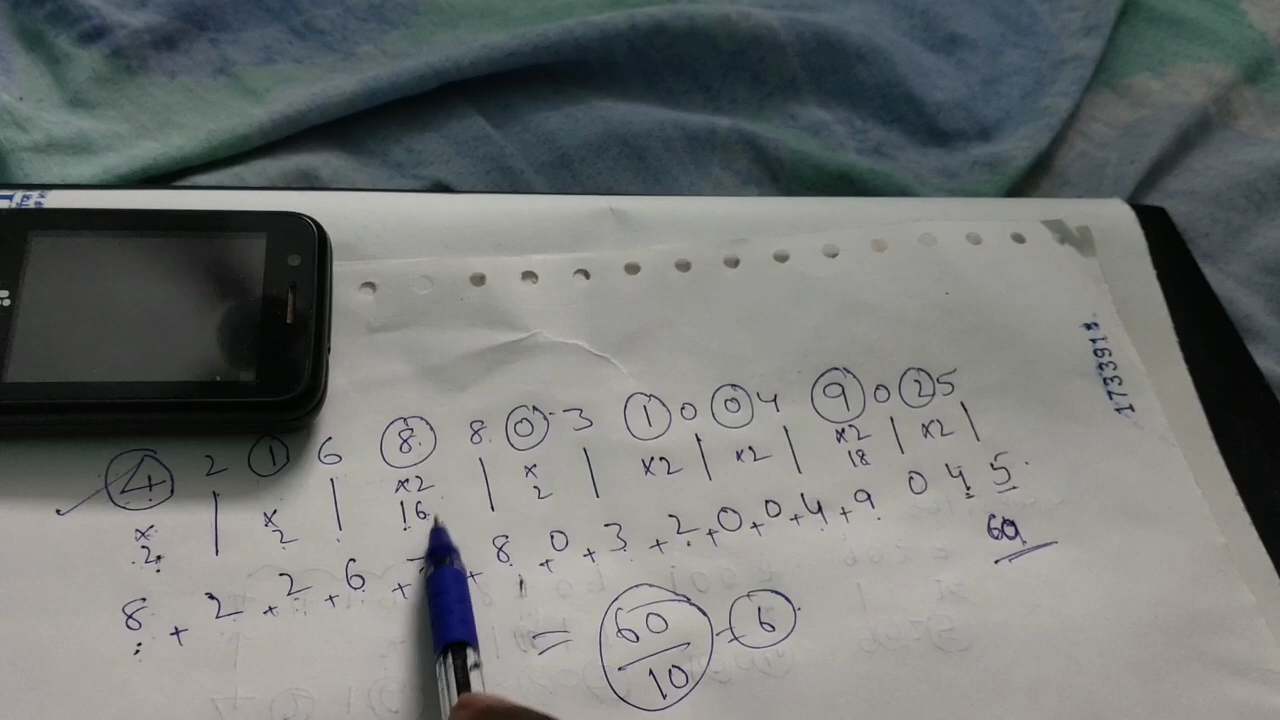 4 2 1 6 8 8 0 3 1 0 0 4 9 0 2 5
x2 | x2 | x2 | x2 | x2 | x2 | x2 | x2 |
16 18
8 + 2 + 2 + 6 + + 8 + 0 + 3 + 2 + 0 + 0 + 4 + 9 0 4 5
60
= 60/10 = 6
1733918